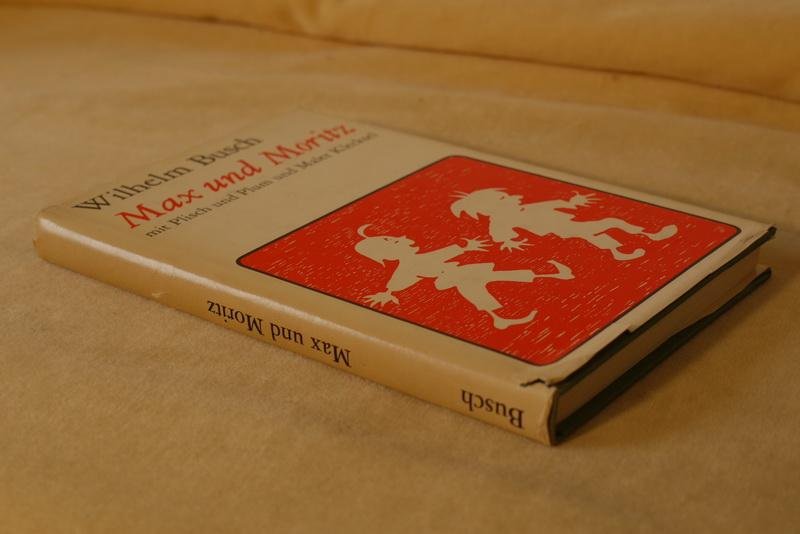 Wilhelm Busch
Max und Moritz
mit Plisch und Plum und Maler Klecksel
Max und Moritz
Busch